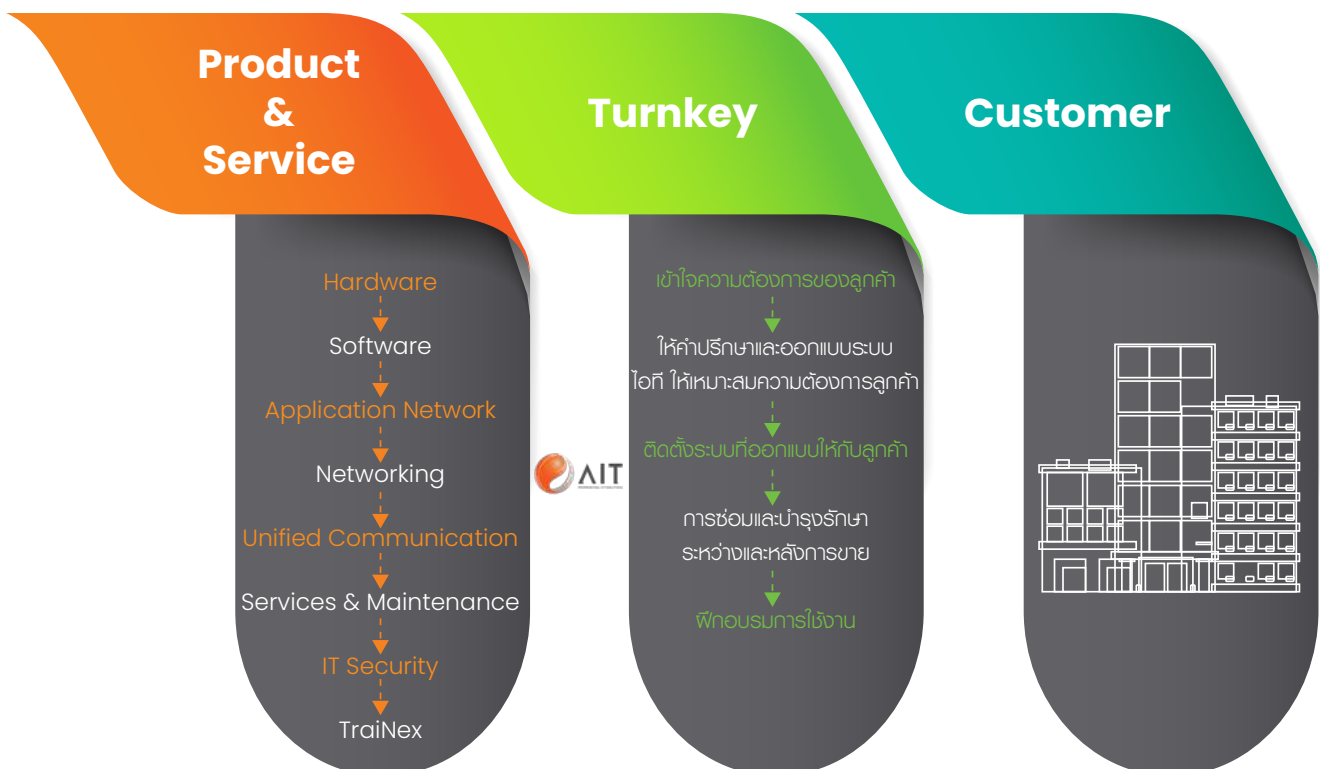 Product
&
Service
Hardware
Software
Application Network
Networking
Unified Communication
Services & Maintenance
IT Security
TraiNex
AIT
Turnkey
เข้าใจความต้องการของลูกค้า
ให้คำปรึกษาและออกแบบระบบ
ไอที ให้เหมาะสมความต้องการลูกค้า
ติดตั้งระบบที่ออกแบบให้กับลูกค้า
การซ่อมและบำรุงรักษา
ระหว่างและหลังการขาย
ฝึกอบรมการใช้งาน
Customer